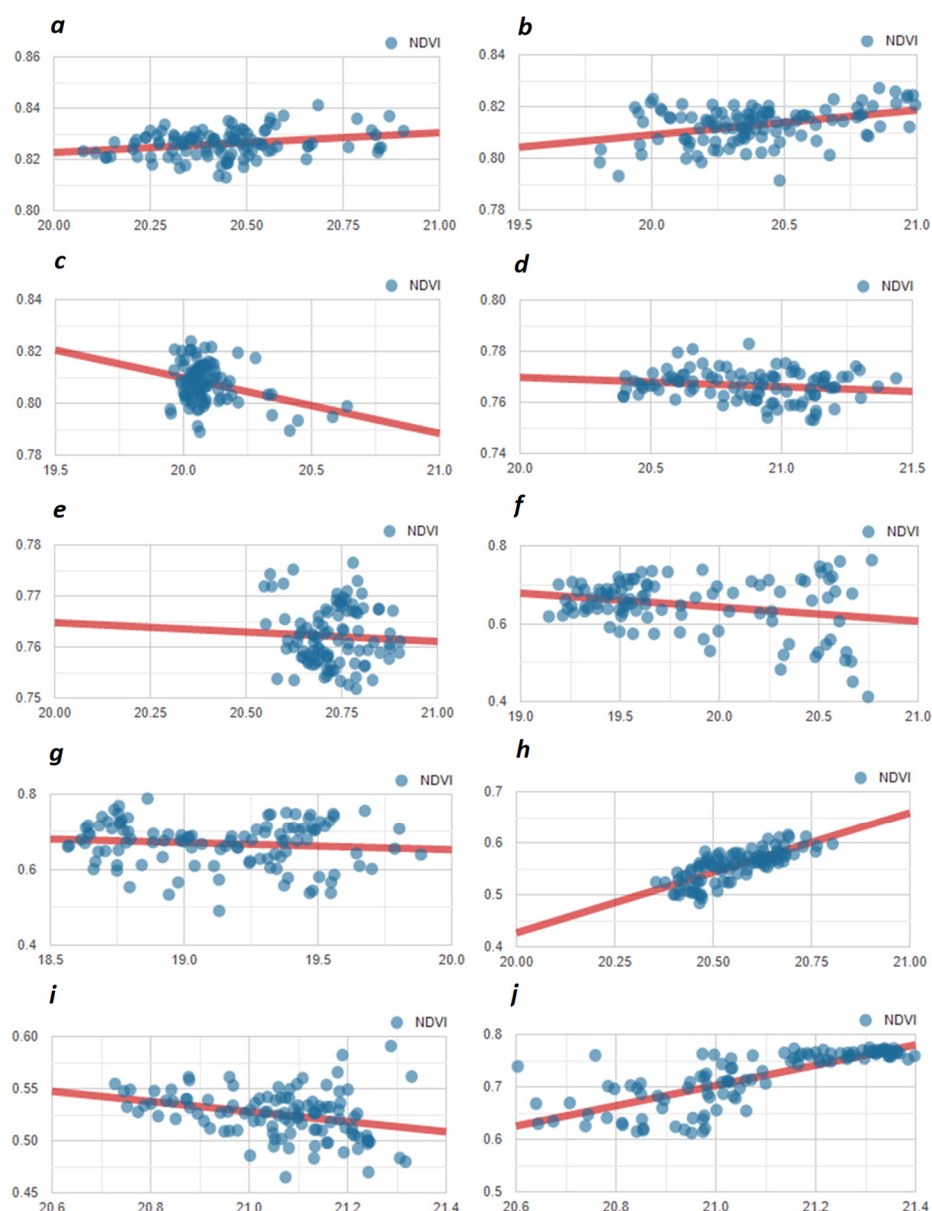 a
b
NDVI
NDVI
0.86
0.84
0.82
0.80
20.00 20.25 20.50 20.75 21.00
0.84
0.82
0.80
0.78
19.5 20.0 20.5 21.0
c
d
NDVI
NDVI
0.84
0.82
0.80
0.78
19.5 20.0 20.5 21.0
0.80
0.78
0.76
0.74
20.0 20.5 21.0 21.5
e
f
NDVI
NDVI
0.78
0.77
0.76
0.75
20.00 20.25 20.50 20.75 21.00
0.8
0.6
0.4
19.0 19.5 20.0 20.5 21.0
g
h
NDVI
NDVI
0.8
0.6
0.4
18.5 19.0 19.5 20.0
0.7
0.6
0.5
0.4
20.00 20.25 20.50 20.75 21.00
i
j
NDVI
NDVI
0.60
0.55
0.50
0.45
20.6 20.8 21.0 21.2 21.4
0.8
0.7
0.6
0.5
20.6 20.8 21.0 21.2 21.4